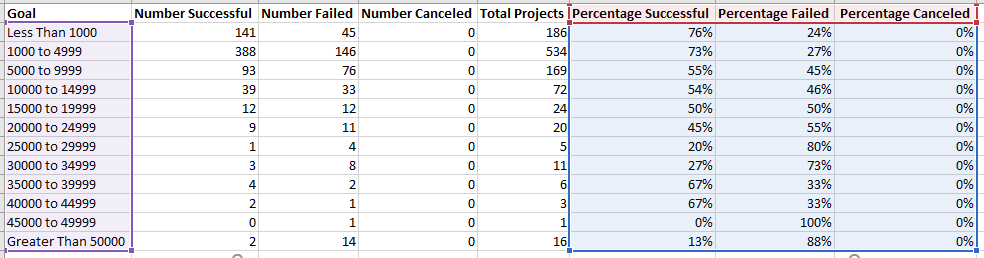 Goal Number Successful Number Failed Number Canceled Total Projects Percentage Successful Percentage Failed Percentage Canceled
Less Than 1000 141 45 0 186 76% 24% 0%
1000 to 4999 388 146 0 534 73% 27% 0%
5000 to 9999 93 76 0 169 55% 45% 0%
10000 to 14999 39 33 0 72 54% 46% 0%
15000 to 19999 12 12 0 24 50% 50% 0%
20000 to 24999 9 11 0 20 45% 55% 0%
25000 to 29999 1 4 0 5 20% 80% 0%
30000 to 34999 3 8 0 11 27% 73% 0%
35000 to 39999 4 2 0 6 67% 33% 0%
40000 to 44999 2 1 0 3 67% 33% 0%
45000 to 49999 0 1 0 1 0% 100% 0%
Greater Than 50000 2 14 0 16 13% 88% 0%